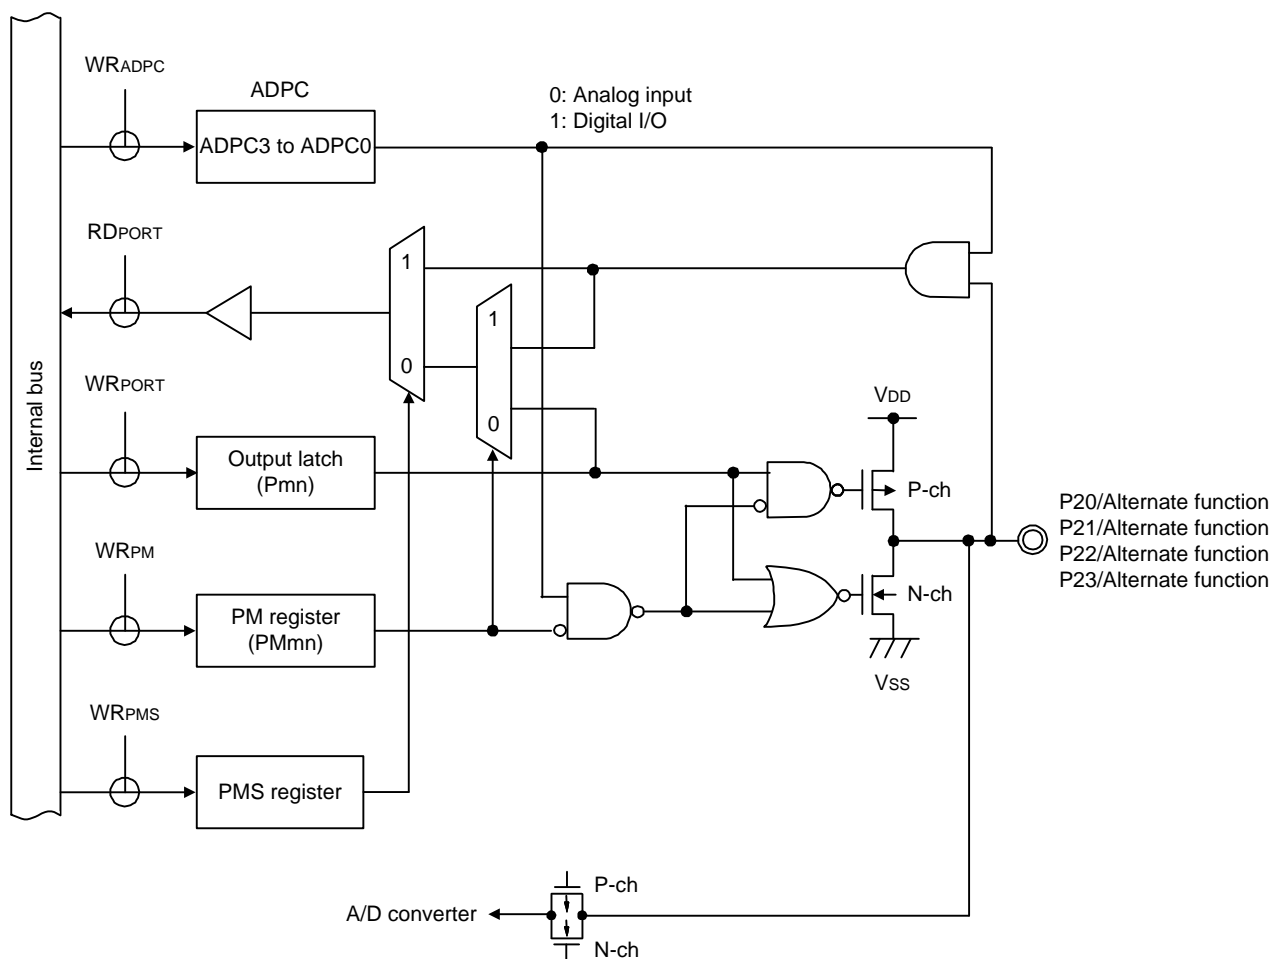 WRADPC
ADPC
0: Analog input
1: Digital I/O
ADPC3 to ADPC0
RDPORT
1
1
0
Internal bus
WRPORT
0
VDD
Output latch
(Pmn)
P-ch
P20/Alternate function
P21/Alternate function
P22/Alternate function
P23/Alternate function
WRPM
N-ch
PM register
(PMmn)
VSS
WRPMS
PMS register
P-ch
A/D converter
N-ch